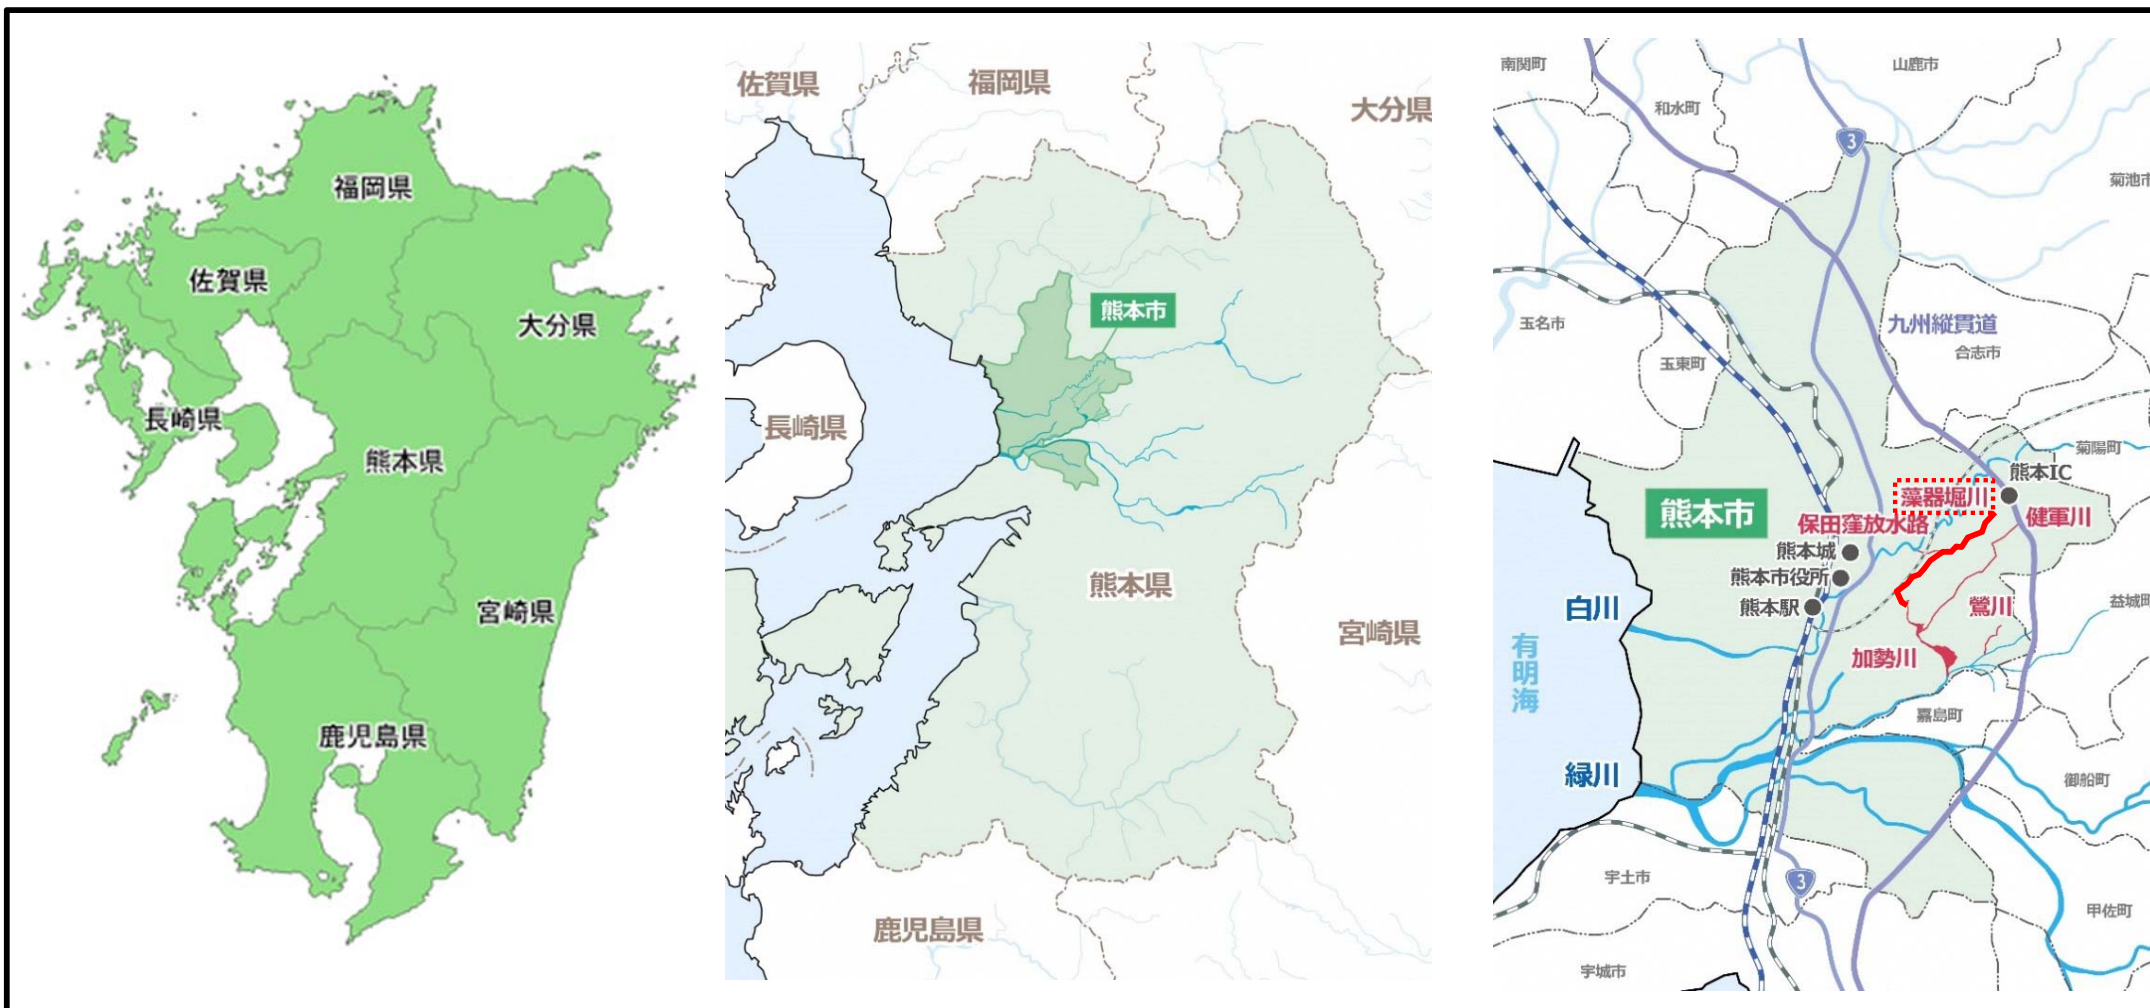 福岡県
佐賀県
大分県
長崎県
熊本県
宮崎県
鹿児島県
佐賀県
福岡県
大分県
熊本市
長崎県
熊本県
宮崎県
鹿児島県
南関町
山鹿市
和水町
3
菊池市
玉名市
九州縦貫道
合志市
玉東町
菊陽町
熊本IC
藻器堀川
熊本市
保田窪放水路
健軍川
熊本城
熊本市役所
熊本駅
白川
鶯川
益城町
有明海
加勢川
嘉島町
緑川
御船町
宇土市
3
甲佐町
宇城市